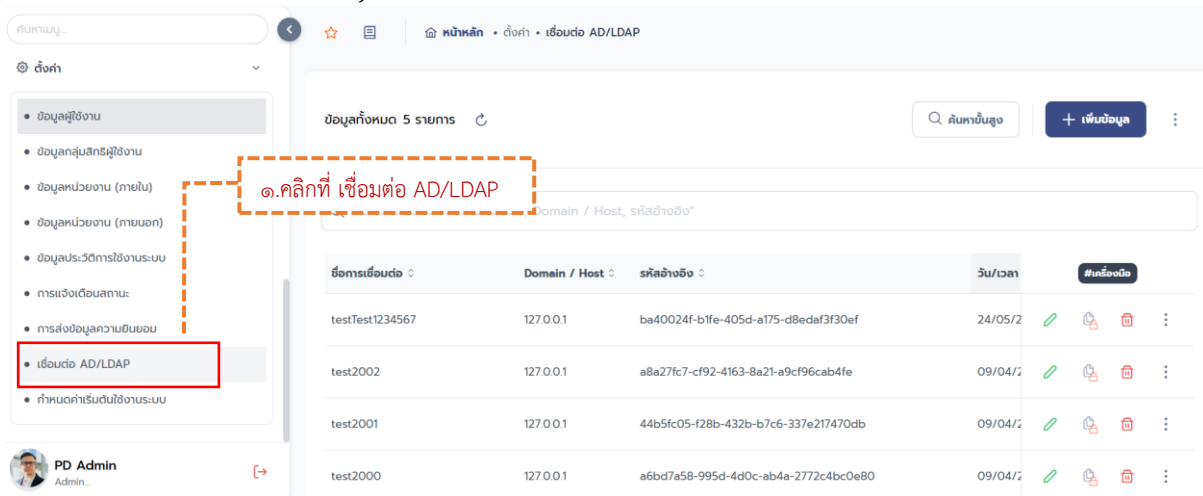 ค้นหาเมนู...
หน้าหลัก • ตั้งค่า • เชื่อมต่อ AD/LDAP
ตั้งค่า
• ข้อมูลผู้ใช้งาน
• ข้อมูลกลุ่มสิทธิผู้ใช้งาน
• ข้อมูลหน่วยงาน (ภายใน)
• ข้อมูลหน่วยงาน (ภายนอก)
• ข้อมูลประวัติการใช้งานระบบ
• การแจ้งเตือนสถานะ
• การส่งข้อมูลความยินยอม
• เชื่อมต่อ AD/LDAP
• กำหนดค่าเริ่มต้นใช้งานระบบ
PD Admin
Admin..
ข้อมูลทั้งหมด 5 รายการ
ค้นหาขั้นสูง
+ เพิ่มข้อมูล
๑.คลิกที่ เชื่อมต่อ AD/LDAP
Domain / Host, รหัสอ้างอิง"
ชื่อการเชื่อมต่อ Domain / Host รหัสอ้างอิง วัน/เวลา #เครื่องมือ
testTest1234567 127.0.0.1 ba40024f-b1fe-405d-a175-d8edaf3f30ef 24/05/2
test2002 127.0.0.1 a8a27fc7-cf92-4163-8a21-a9cf96cab4fe 09/04/2
test2001 127.0.0.1 44b5fc05-f28b-432b-b7c6-337e217470db 09/04/2
test2000 127.0.0.1 a6bd7a58-995d-4d0c-ab4a-2772c4bc0e80 09/04/2